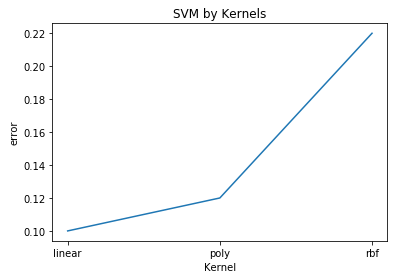 SVM by Kernels
error
0.22
0.20
0.18
0.16
0.14
0.12
0.10
linear poly rbf
Kernel